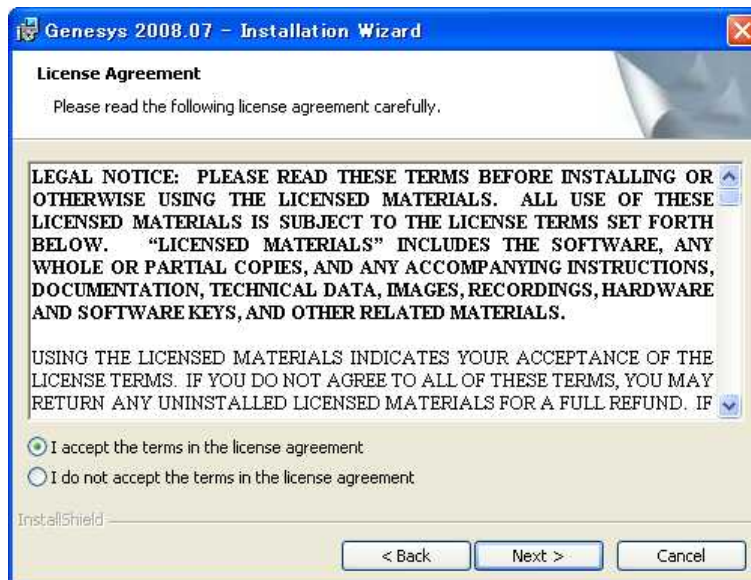 Genesys 2008.07 - Installation Wizard
License Agreement
Please read the following license agreement carefully.
LEGAL NOTICE: PLEASE READ THESE TERMS BEFORE INSTALLING OR
OTHERWISE USING THE LICENSED MATERIALS. ALL USE OF THESE
LICENSED MATERIALS IS SUBJECT TO THE LICENSE TERMS SET FORTH
BELOW. “LICENSED MATERIALS” INCLUDES THE SOFTWARE, ANY
WHOLE OR PARTIAL COPIES, AND ANY ACCOMPANYING INSTRUCTIONS,
DOCUMENTATION, TECHNICAL DATA, IMAGES, RECORDINGS, HARDWARE
AND SOFTWARE KEYS, AND OTHER RELATED MATERIALS.
USING THE LICENSED MATERIALS INDICATES YOUR ACCEPTANCE OF THE
LICENSE TERMS. IF YOU DO NOT AGREE TO ALL OF THESE TERMS, YOU MAY
RETURN ANY UNINSTALLED LICENSED MATERIALS FOR A FULL REFUND. IF
I accept the terms in the license agreement
I do not accept the terms in the license agreement
InstallShield
< Back Next > Cancel